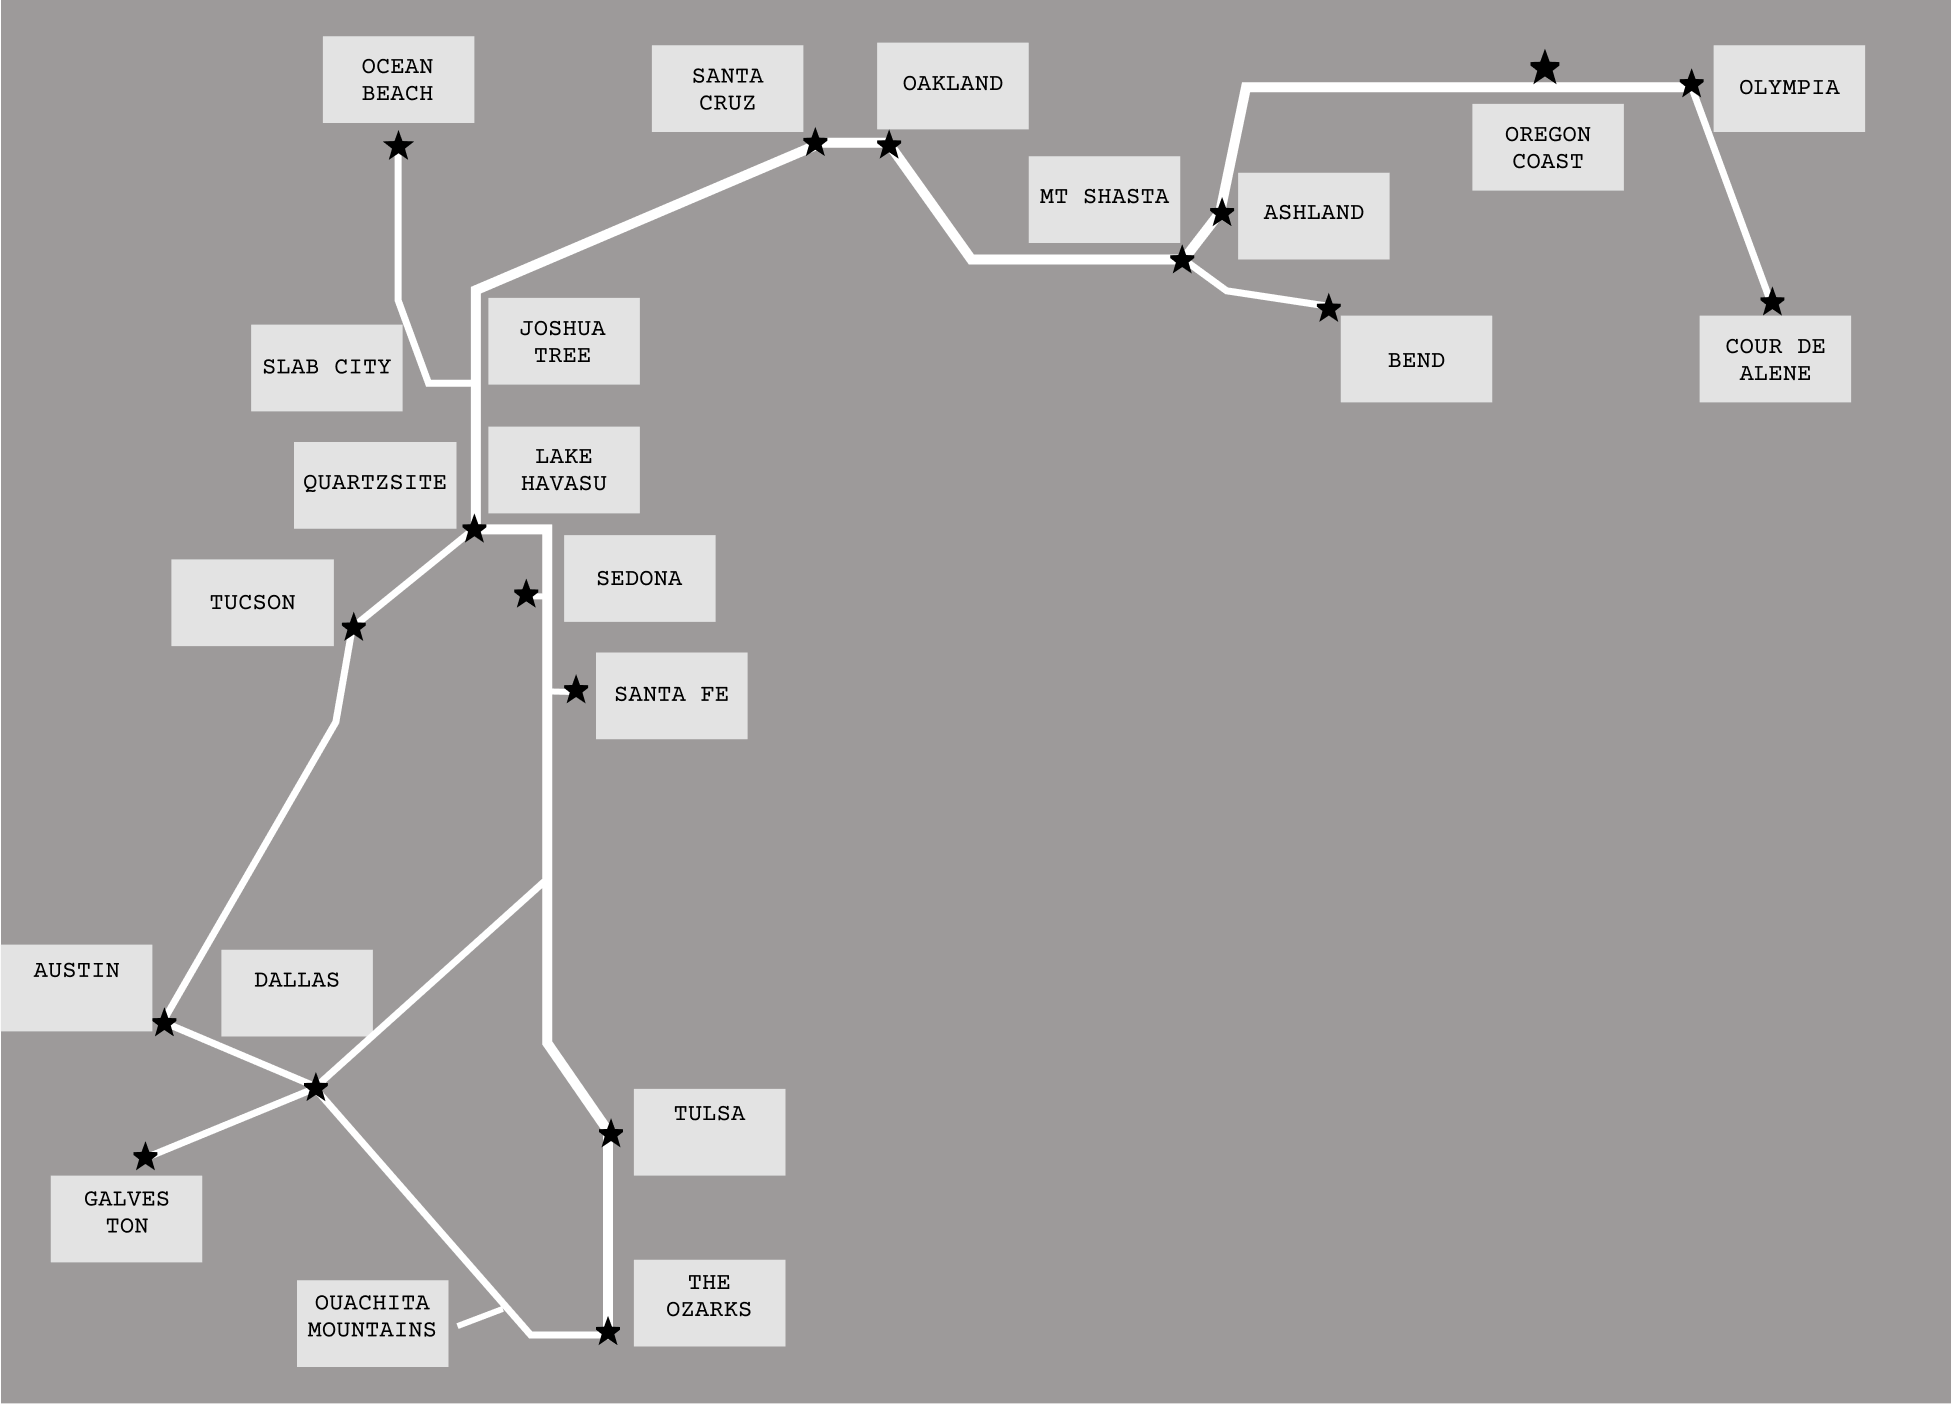 OCEAN
BEACH
SANTA
CRUZ
OAKLAND
OLYMPIA
OREGON
COAST
MT SHASTA
ASHLAND
JOSHUA
TREE
SLAB CITY
BEND
COUR DE
ALENE
LAKE
HAVASU
QUARTZSITE
SEDONA
TUCSON
SANTA FE
AUSTIN
DALLAS
TULSA
GALVES
TON
THE
OZARKS
OUACHITA
MOUNTAINS